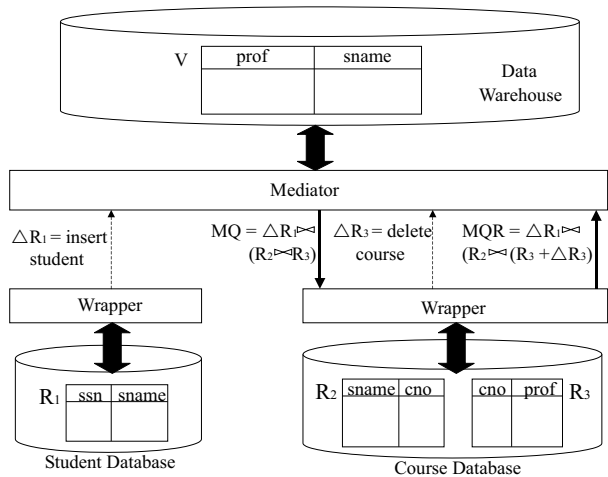 V
prof sname
Data
Warehouse
Mediator
△R1 = insert
student
MQ = △R1⋈
(R2⋈R3)
△R3 = delete
course
MQR = △R1⋈
(R2⋈(R3 +△R3)
Wrapper
Wrapper
R1
ssn sname
R2
sname cno
cno prof
R3
Student Database
Course Database